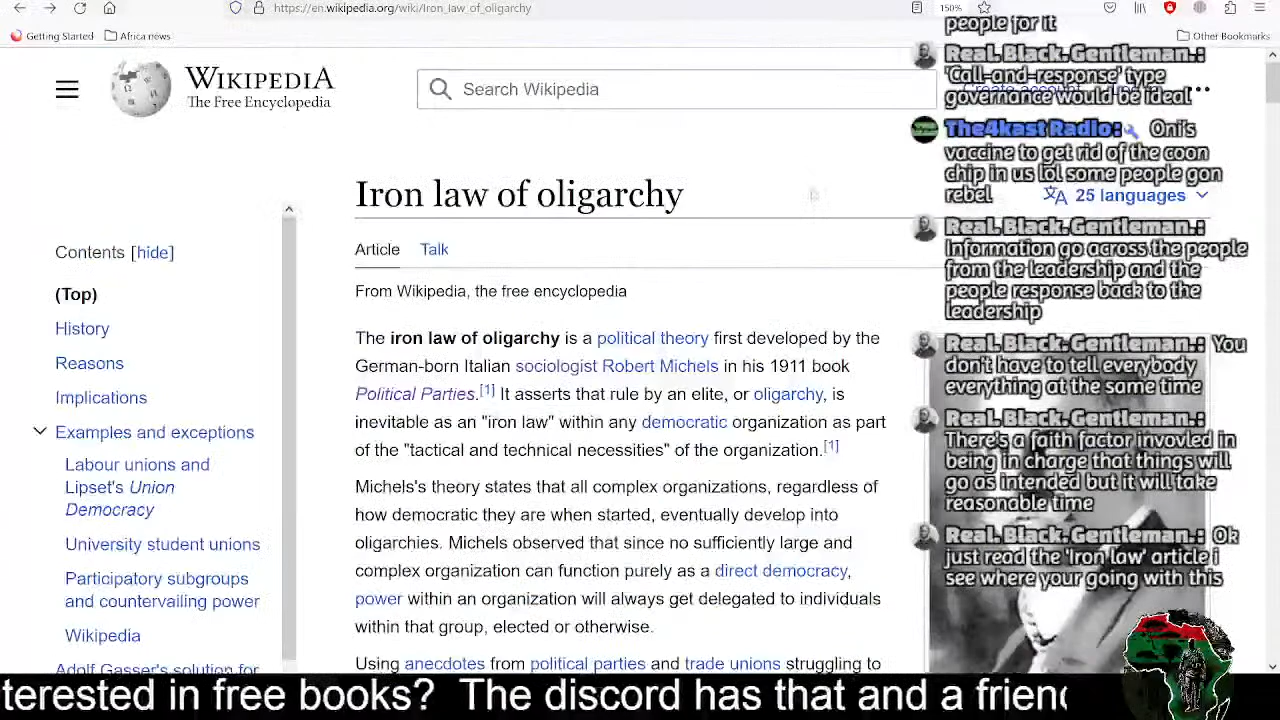 https://en.wikipedia.org/wiki/Iron_law_of_oligarchy
150%
Getting Started
Africa news
Other Bookmarks
WIKIPEDIA
The Free Encyclopedia
Search Wikipedia
Create account
Iron law of oligarchy
25 languages
Contents [hide]
(Top)
History
Reasons
Implications
Examples and exceptions
Labour unions and
Lipset's Union
Democracy
University student unions
Participatory subgroups
and countervailing power
Wikipedia
Adolf Gasser's solution for
Article
Talk
From Wikipedia, the free encyclopedia
The iron law of oligarchy is a political theory first developed by the
German-born Italian sociologist Robert Michels in his 1911 book
Political Parties.[1] It asserts that rule by an elite, or oligarchy, is
inevitable as an "iron law" within any democratic organization as part
of the "tactical and technical necessities" of the organization.[1]
Michels's theory states that all complex organizations, regardless of
how democratic they are when started, eventually develop into
oligarchies. Michels observed that since no sufficiently large and
complex organization can function purely as a direct democracy,
power within an organization will always get delegated to individuals
within that group, elected or otherwise.
Using anecdotes from political parties and trade unions struggling to
people for it
Real. Black. Gentleman.:
'Call-and-response' type
governance would be ideal
The4kast Radio: Oni's
vaccine to get rid of the coon
chip in us lol some people gon
rebel
Real. Black. Gentleman.:
Information go across the people
from the leadership and the
people response back to the
leadership
Real. Black. Gentleman.: You
don't have to tell everybody
everything at the same time
Real. Black. Gentleman.:
There's a faith factor invovled in
being in charge that things will
go as intended but it will take
reasonable time
Real. Black. Gentleman.: Ok
just read the 'Iron law' article i
see where your going with this
terested in free books? The discord has that and a frien